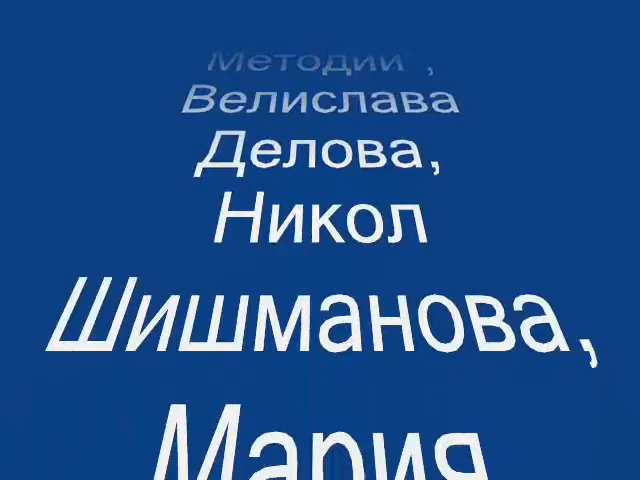 Методии ,
Велислава
Делова,
Никол
Шишманова,
Мария